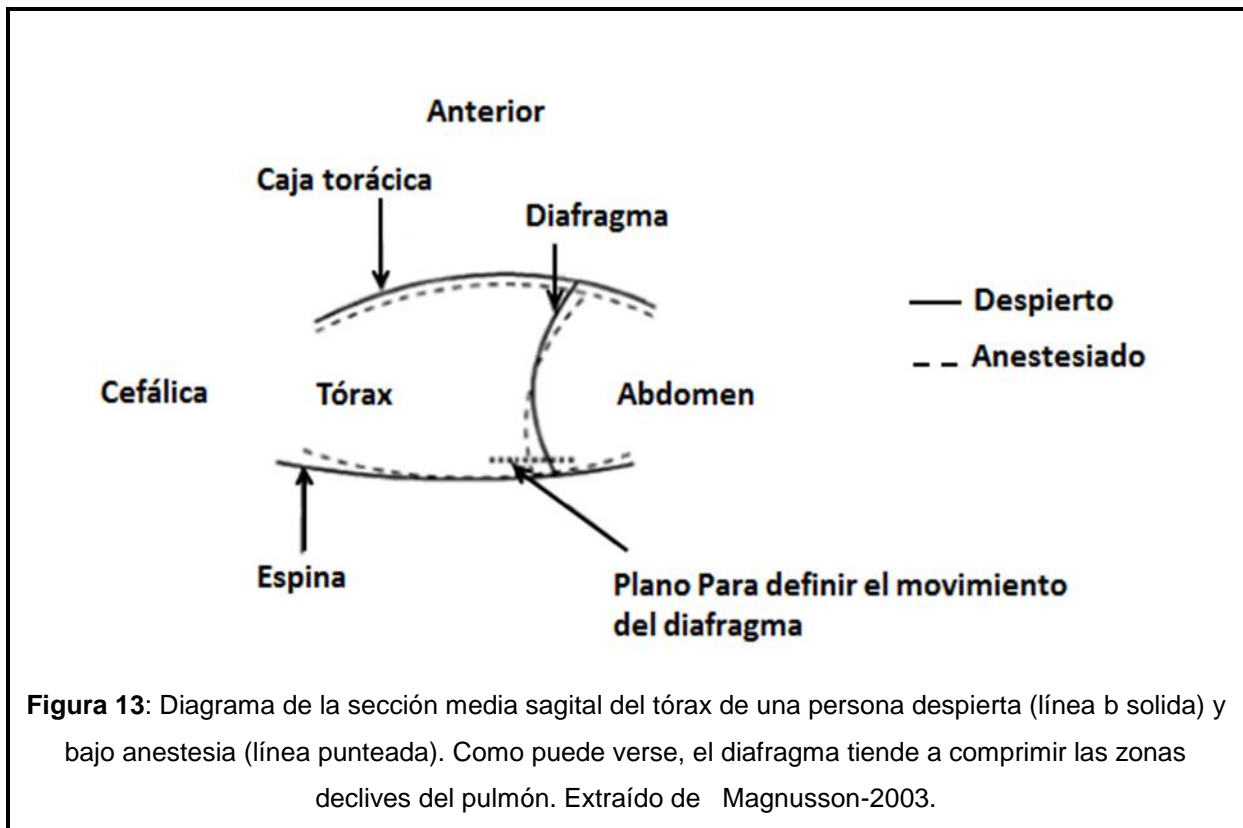 Anterior
Caja torácica
Diafragma
Despierto
Anestesiado
Cefálica
Tórax
Abdomen
Espina
Plano Para definir el movimiento
del diafragma
Figura 13: Diagrama de la sección media sagital del tórax de una persona despierta (línea b solida) y
bajo anestesia (línea punteada). Como puede verse, el diafragma tiende a comprimir las zonas
declives del pulmón. Extraído de Magnusson-2003.